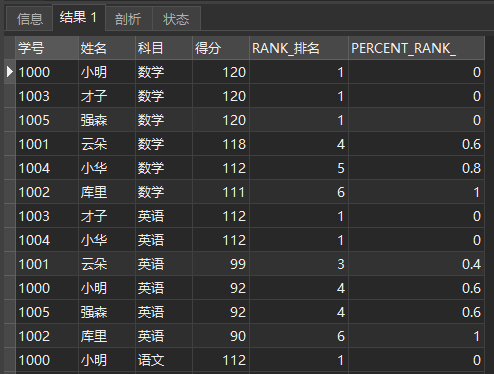 信息 结果 1 剖析 状态
学号 姓名 科目 得分 RANK_排名 PERCENT_RANK_
1000 小明 数学 120 1 0
1003 才子 数学 120 1 0
1005 强森 数学 120 1 0
1001 云朵 数学 118 4 0.6
1004 小华 数学 112 5 0.8
1002 库里 数学 111 6 1
1003 才子 英语 112 1 0
1004 小华 英语 112 1 0
1001 云朵 英语 99 3 0.4
1000 小明 英语 92 4 0.6
1005 强森 英语 92 4 0.6
1002 库里 英语 90 6 1
1000 小明 语文 112 1 0